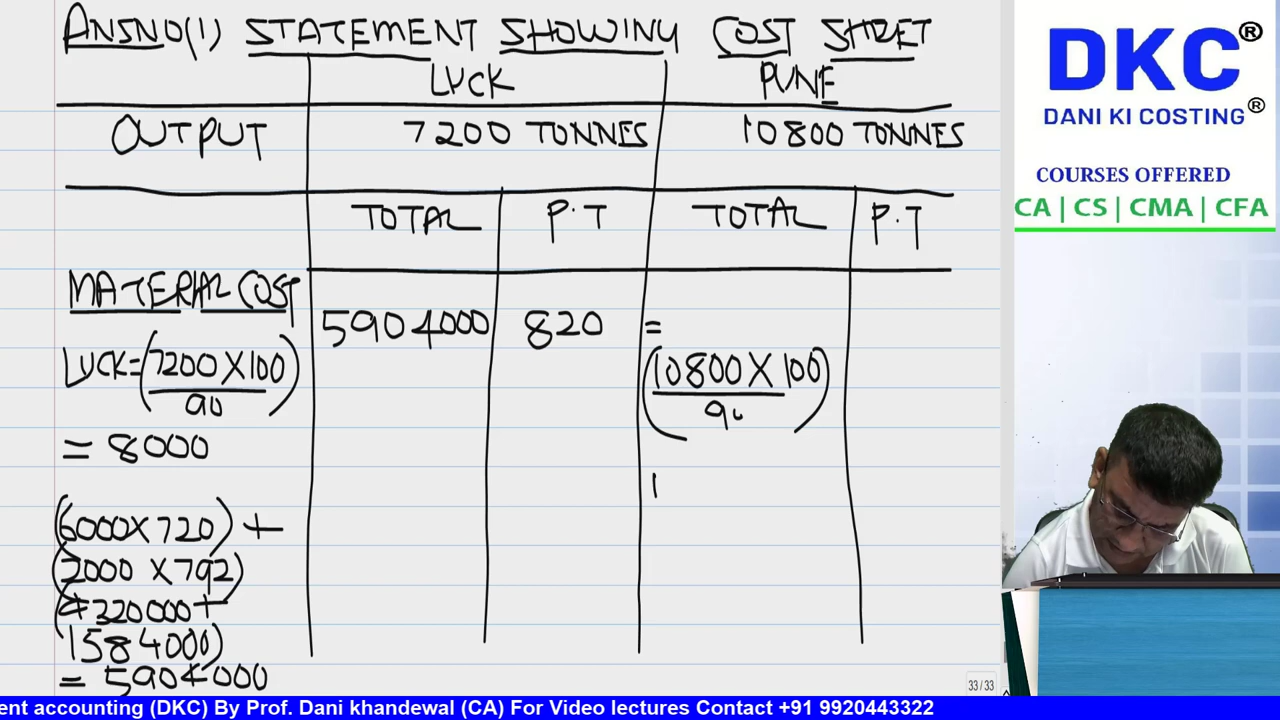 ANSNO(1) STATEMENT SHOWING COST SHEET
LUCK PUNE
OUTPUT 7200 TONNES 10800 TONNES
TOTAL P.T TOTAL P.T
MATERIAL COST
5904000 820 =
LUCK=(7200 X 100) (10800 X 100)
90 90
= 8000
(6000X720) +
(2000 X792)
(4320000+
1584000)
= 5904000
33/33
DKC®
DANI KI COSTING®
COURSES OFFERED
CA | CS | CMA | CFA
ent accounting (DKC) By Prof. Dani khandewal (CA) For Video lectures Contact +91 9920443322